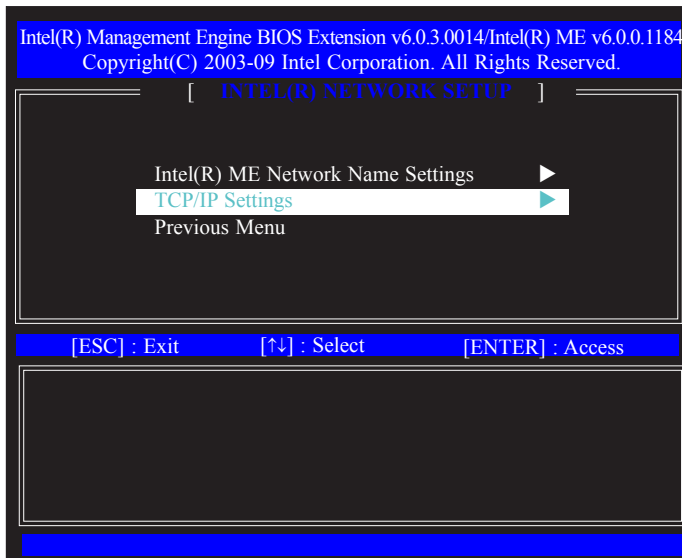 Intel(R) Management Engine BIOS Extension v6.0.3.0014/Intel(R) ME v6.0.0.1184
Copyright(C) 2003-09 Intel Corporation. All Rights Reserved.
[ INTEL(R) NETWORK SETUP ]
Intel(R) ME Network Name Settings ▶
TCP/IP Settings ▶
Previous Menu
[ESC] : Exit [↑↓] : Select [ENTER] : Access